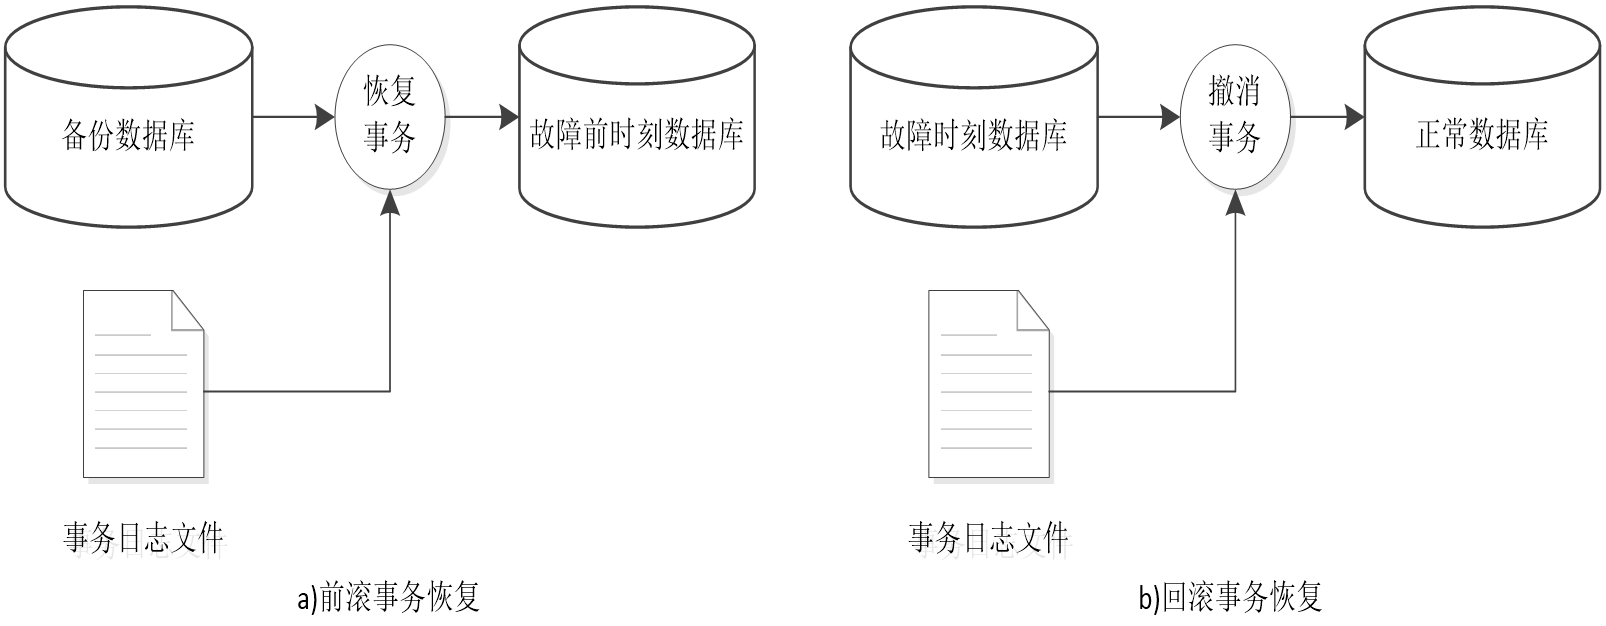 备份数据库
恢复
事务
故障前时刻数据库
事务日志文件
a)前滚事务恢复
故障时刻数据库
撤消
事务
正常数据库
事务日志文件
b)回滚事务恢复